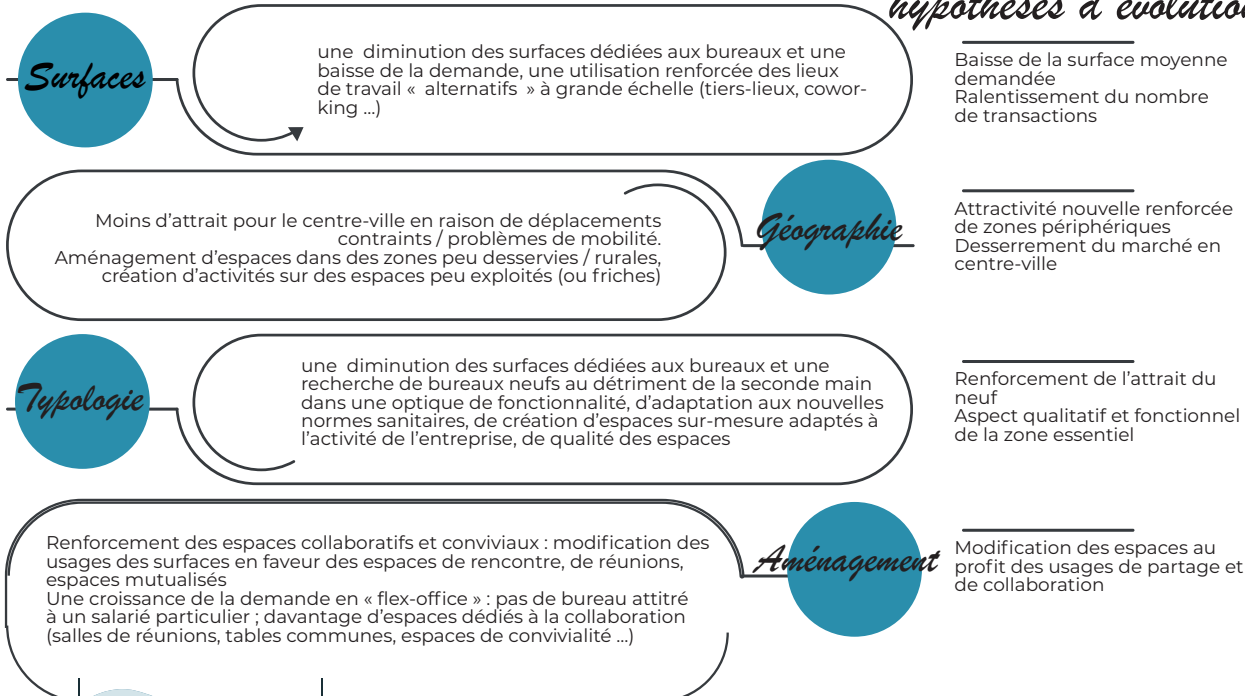 hypothèses d'évolution
Surfaces
une diminution des surfaces dédiées aux bureaux et une
baisse de la demande, une utilisation renforcée des lieux
de travail « alternatifs » à grande échelle (tiers-lieux, cowor-
king ...)
Baisse de la surface moyenne
demandée
Ralentissement du nombre
de transactions
Moins d'attrait pour le centre-ville en raison de déplacements
contraints / problèmes de mobilité.
Aménagement d'espaces dans des zones peu desservies / rurales,
création d'activités sur des espaces peu exploités (ou friches)
Géographie
Attractivité nouvelle renforcée
de zones périphériques
Desserrement du marché en
centre-ville
Typologie
une diminution des surfaces dédiées aux bureaux et une
recherche de bureaux neufs au détriment de la seconde main
dans une optique de fonctionnalité, d'adaptation aux nouvelles
normes sanitaires, de création d'espaces sur-mesure adaptés à
l'activité de l'entreprise, de qualité des espaces
Renforcement de l'attrait du
neuf
Aspect qualitatif et fonctionnel
de la zone essentiel
Renforcement des espaces collaboratifs et conviviaux : modification des
usages des surfaces en faveur des espaces de rencontre, de réunions,
espaces mutualisés
Une croissance de la demande en « flex-office » : pas de bureau attitré
à un salarié particulier ; davantage d'espaces dédiés à la collaboration
(salles de réunions, tables communes, espaces de convivialité ...)
Aménagement
Modification des espaces au
profit des usages de partage et
de collaboration